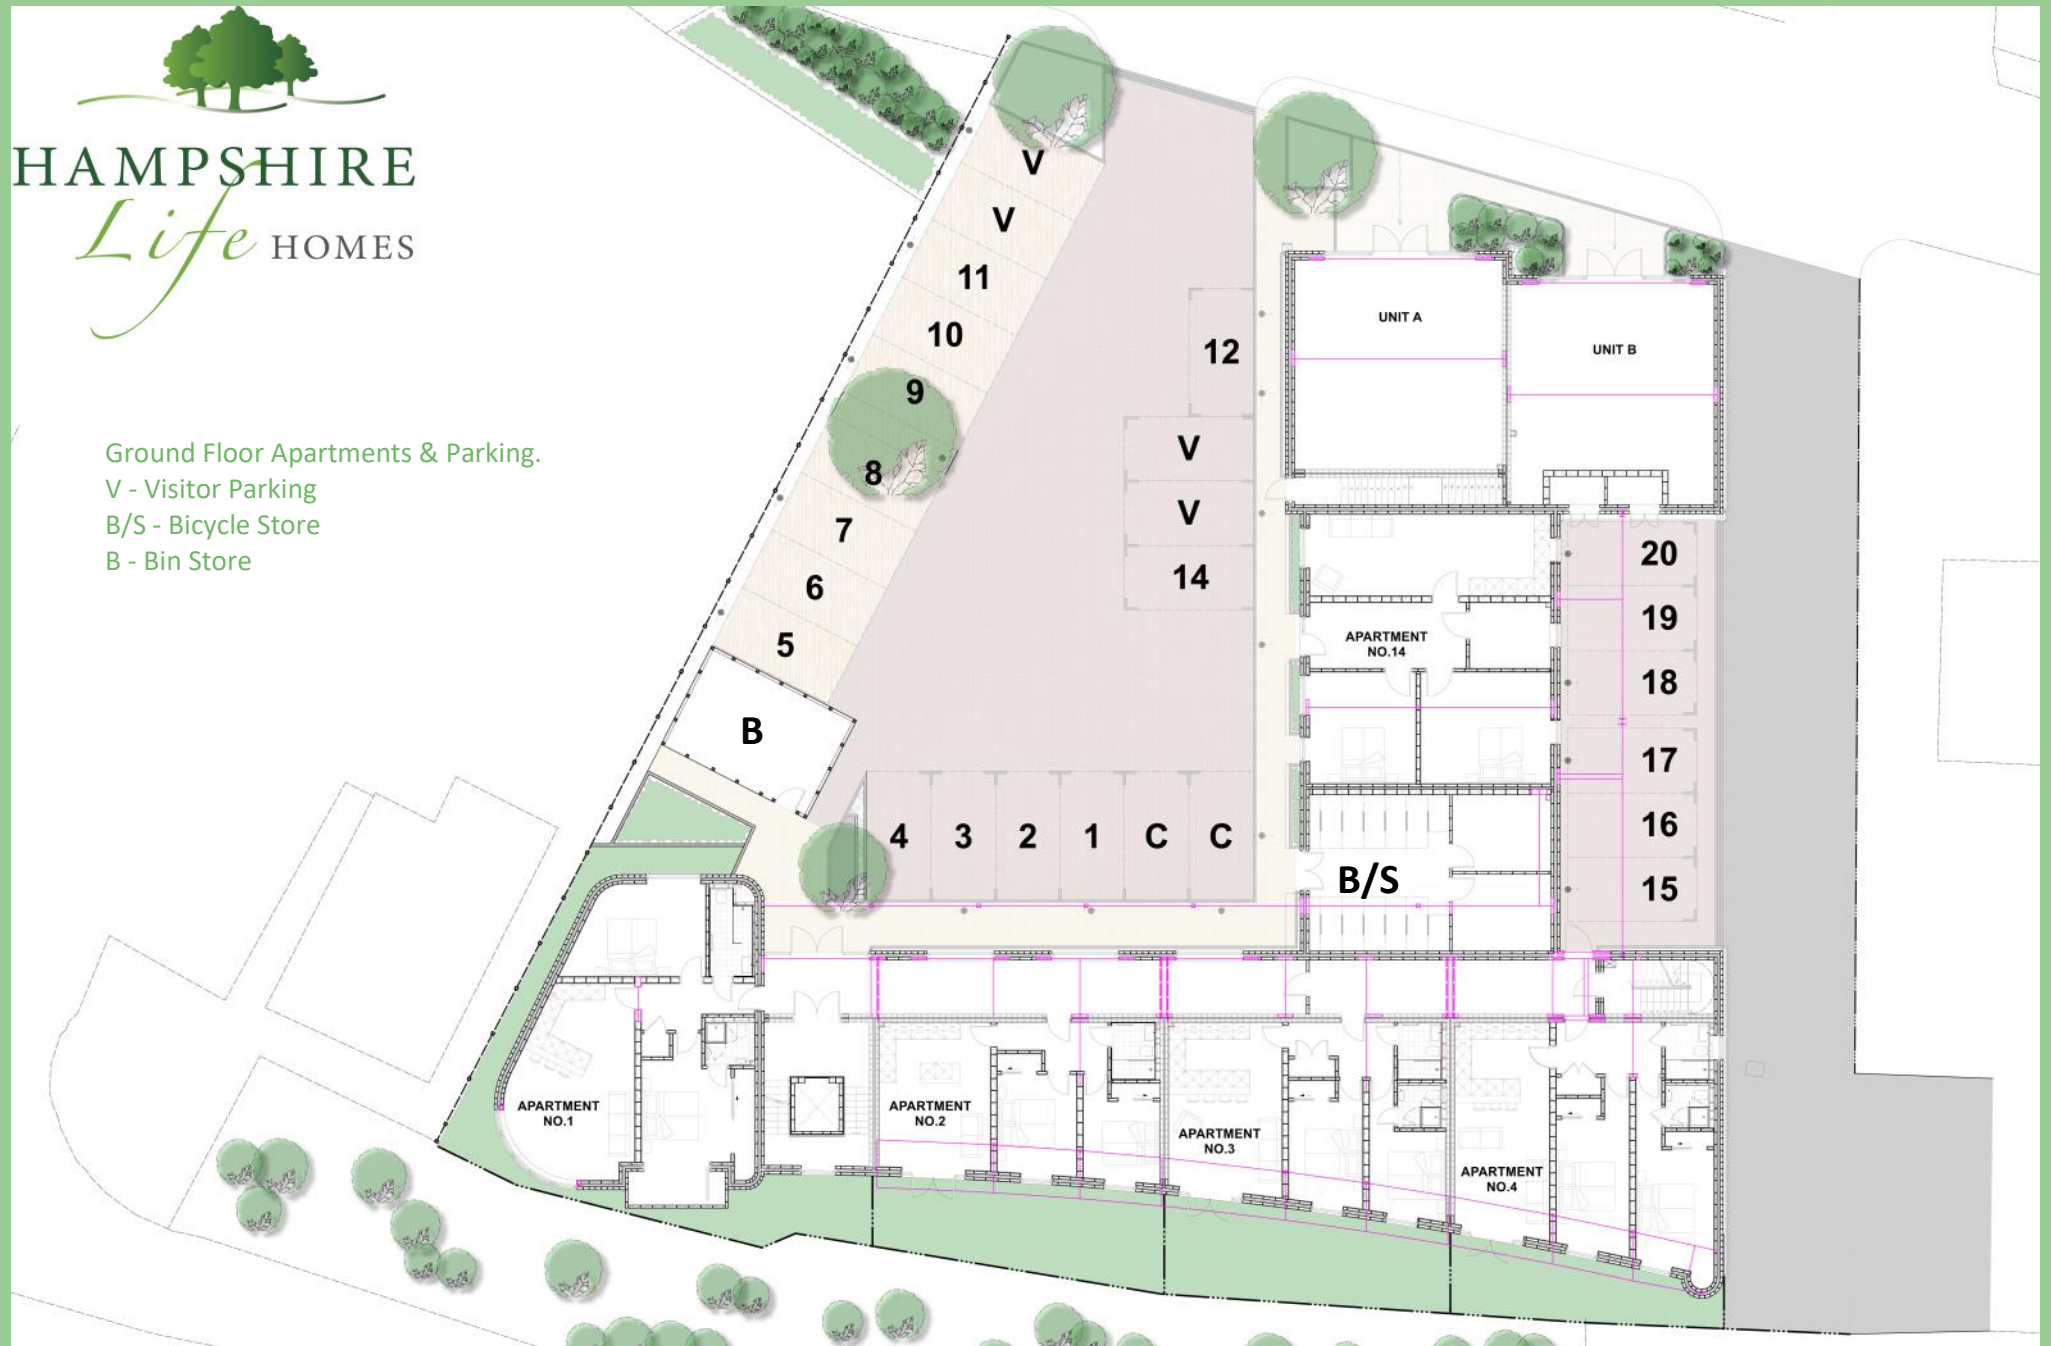 HAMPSHIRE
Life HOMES
Ground Floor Apartments & Parking.
V - Visitor Parking
B/S - Bicycle Store
B - Bin Store
V
V
11
10
9
8
7
6
5
B
12
V
V
14
4
3
2
1
C
C
UNIT A
UNIT B
APARTMENT
NO.14
B/S
20
19
18
17
16
15
APARTMENT
NO.1
APARTMENT
NO.2
APARTMENT
NO.3
APARTMENT
NO.4